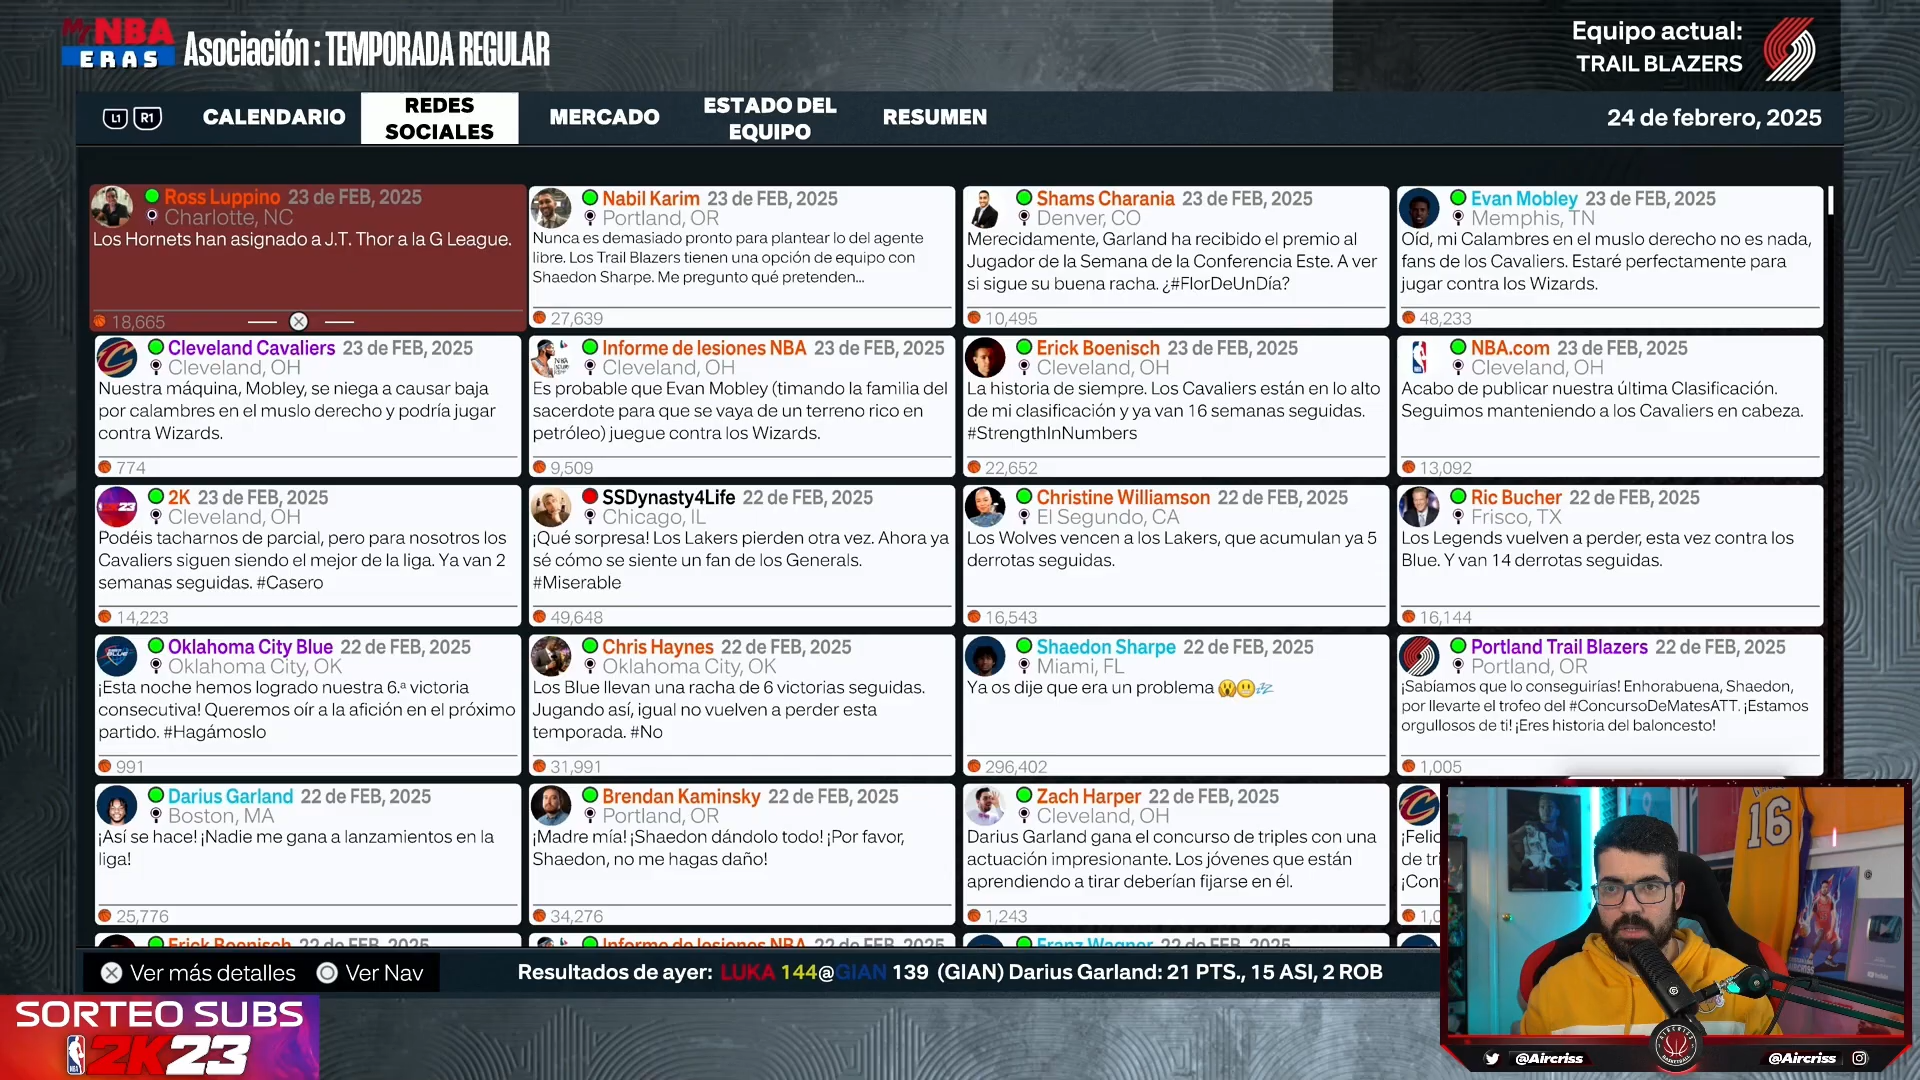 MyNBA
ERAS
Asociación : TEMPORADA REGULAR
Equipo actual:
TRAIL BLAZERS
L1 R1
CALENDARIO
REDES
SOCIALES
MERCADO
ESTADO DEL
EQUIPO
RESUMEN
24 de febrero, 2025
Ross Luppino 23 de FEB, 2025
Charlotte, NC
Los Hornets han asignado a J.T. Thor a la G League.
18,665
Nabil Karim 23 de FEB, 2025
Portland, OR
Nunca es demasiado pronto para plantear lo del agente
libre. Los Trail Blazers tienen una opción de equipo con
Shaedon Sharpe. Me pregunto qué pretenden...
27,639
Shams Charania 23 de FEB, 2025
Denver, CO
Merecidamente, Garland ha recibido el premio al
Jugador de la Semana de la Conferencia Este. A ver
si sigue su buena racha. ¿#FlorDeUnDía?
10,495
Evan Mobley 23 de FEB, 2025
Memphis, TN
Oíd, mi Calambres en el muslo derecho no es nada,
fans de los Cavaliers. Estaré perfectamente para
jugar contra los Wizards.
48,233
Cleveland Cavaliers 23 de FEB, 2025
Cleveland, OH
Nuestra máquina, Mobley, se niega a causar baja
por calambres en el muslo derecho y podría jugar
contra Wizards.
774
Informe de lesiones NBA 23 de FEB, 2025
Cleveland, OH
Es probable que Evan Mobley (timando la familia del
sacerdote para que se vaya de un terreno rico en
petróleo) juegue contra los Wizards.
9,509
Erick Boenisch 23 de FEB, 2025
Cleveland, OH
La historia de siempre. Los Cavaliers están en lo alto
de mi clasificación y ya van 16 semanas seguidas.
#StrengthInNumbers
22,652
NBA.com 23 de FEB, 2025
Cleveland, OH
Acabo de publicar nuestra última Clasificación.
Seguimos manteniendo a los Cavaliers en cabeza.
13,092
2K 23 de FEB, 2025
Cleveland, OH
Podéis tacharnos de parcial, pero para nosotros los
Cavaliers siguen siendo el mejor de la liga. Ya van 2
semanas seguidas. #Casero
14,223
SSDynasty4Life 22 de FEB, 2025
Chicago, IL
¡Qué sorpresa! Los Lakers pierden otra vez. Ahora ya
sé cómo se siente un fan de los Generals.
#Miserable
49,648
Christine Williamson 22 de FEB, 2025
El Segundo, CA
Los Wolves vencen a los Lakers, que acumulan ya 5
derrotas seguidas.
16,543
Ric Bucher 22 de FEB, 2025
Frisco, TX
Los Legends vuelven a perder, esta vez contra los
Blue. Y van 14 derrotas seguidas.
16,144
Oklahoma City Blue 22 de FEB, 2025
Oklahoma City, OK
¡Esta noche hemos logrado nuestra 6.ª victoria
consecutiva! Queremos oír a la afición en el próximo
partido. #Hagámoslo
991
Chris Haynes 22 de FEB, 2025
Oklahoma City, OK
Los Blue llevan una racha de 6 victorias seguidas.
Jugando así, igual no vuelven a perder esta
temporada. #No
31,991
Shaedon Sharpe 22 de FEB, 2025
Miami, FL
Ya os dije que era un problema 😱😬💤
296,402
Portland Trail Blazers 22 de FEB, 2025
Portland, OR
¡Sabíamos que lo conseguirías! Enhorabuena, Shaedon,
por llevarte el trofeo del #ConcursoDeMatesATT. ¡Estamos
orgullosos de ti! ¡Eres historia del baloncesto!
1,005
Darius Garland 22 de FEB, 2025
Boston, MA
¡Así se hace! ¡Nadie me gana a lanzamientos en la
liga!
25,776
Brendan Kaminsky 22 de FEB, 2025
Portland, OR
¡Madre mía! ¡Shaedon dándolo todo! ¡Por favor,
Shaedon, no me hagas daño!
34,276
Zach Harper 22 de FEB, 2025
Cleveland, OH
Darius Garland gana el concurso de triples con una
actuación impresionante. Los jóvenes que están
aprendiendo a tirar deberían fijarse en él.
1,243
¡Felic
de tri
¡Con
1,0
Erick Boenisch 22 de FEB, 2025
Informe de lesiones NBA 22 de FEB, 2025
Franz Wagner 22 de FEB, 2025
Ver más detalles
Ver Nav
Resultados de ayer: LUKA 144@GIAN 139 (GIAN) Darius Garland: 21 PTS., 15 ASI, 2 ROB
SORTEO SUBS
2K23
16
@Aircriss
@Aircriss